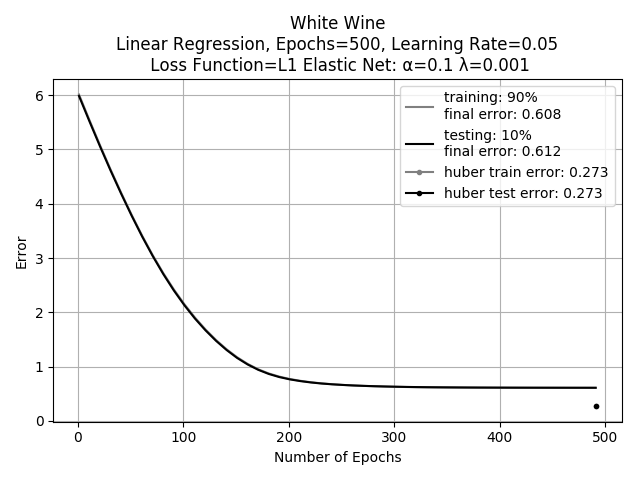 White Wine
Linear Regression, Epochs=500, Learning Rate=0.05
Loss Function=L1 Elastic Net: α=0.1 λ=0.001
training: 90%
final error: 0.608
testing: 10%
final error: 0.612
huber train error: 0.273
huber test error: 0.273
Error
6
5
4
3
2
1
0
0 100 200 300 400 500
Number of Epochs